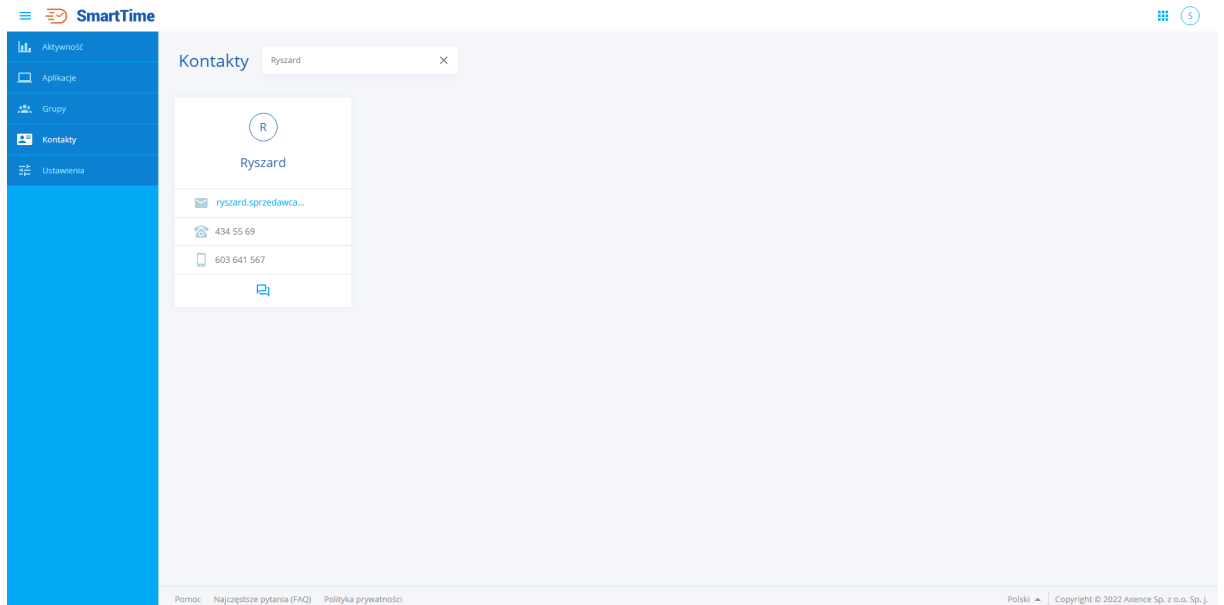 SmartTime
S
Aktywność
Aplikacje
Grupy
Kontakty
Ustawienia
Kontakty
Ryszard
R
Ryszard
ryszard.sprzedawca...
434 55 69
603 641 567
Pomoc Najczęstsze pytania (FAQ) Polityka prywatności
Polski Copyright © 2022 Axence Sp. z o.o. Sp. j.